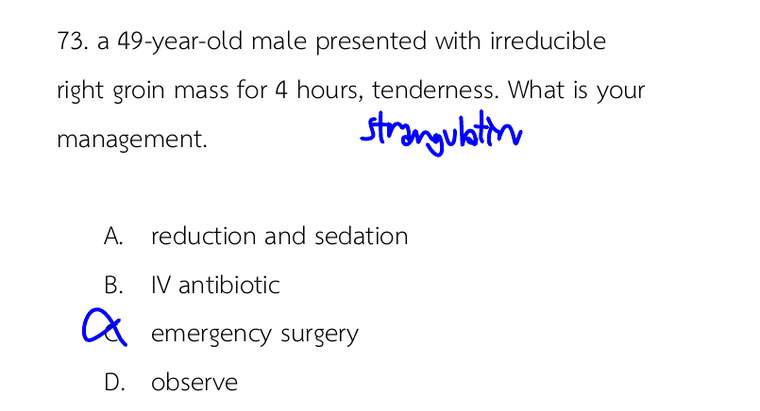 73. a 49-year-old male presented with irreducible
right groin mass for 4 hours, tenderness. What is your
management.
strangulation
A. reduction and sedation
B. IV antibiotic
C. emergency surgery
D. observe